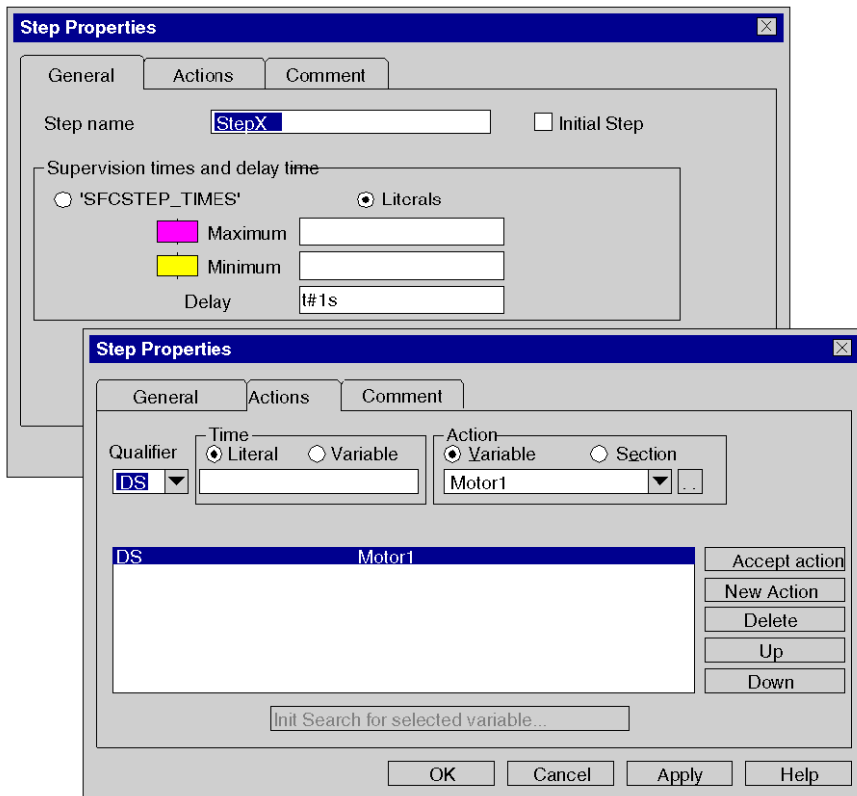 Step Properties
General Actions Comment
Step name StepX Initial Step
Supervision times and delay time
'SFCSTEP_TIMES' Literals
Maximum
Minimum
Delay t#1s
Step Properties
General Actions Comment
Time Action
Qualifier Literal Variable Variable Section
DS Motor1 . .
DS Motor1
Accept action
New Action
Delete
Up
Down
Init Search for selected variable...
OK Cancel Apply Help